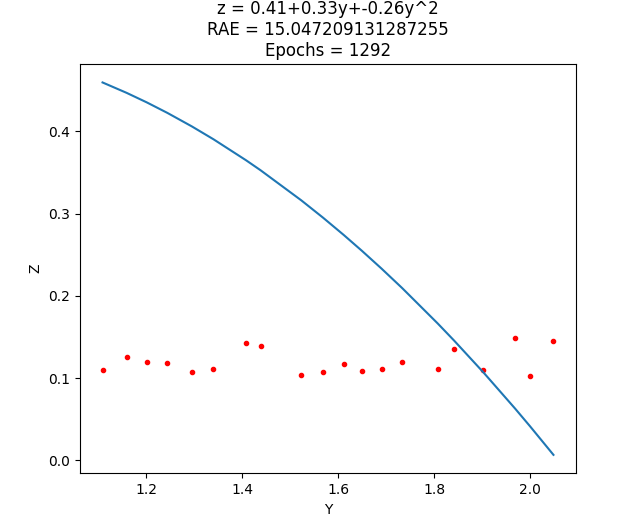 z = 0.41+0.33y+-0.26y^2
RAE = 15.047209131287255
Epochs = 1292
0.4
0.3
Z
0.2
0.1
0.0
1.2 1.4 1.6 1.8 2.0
Y